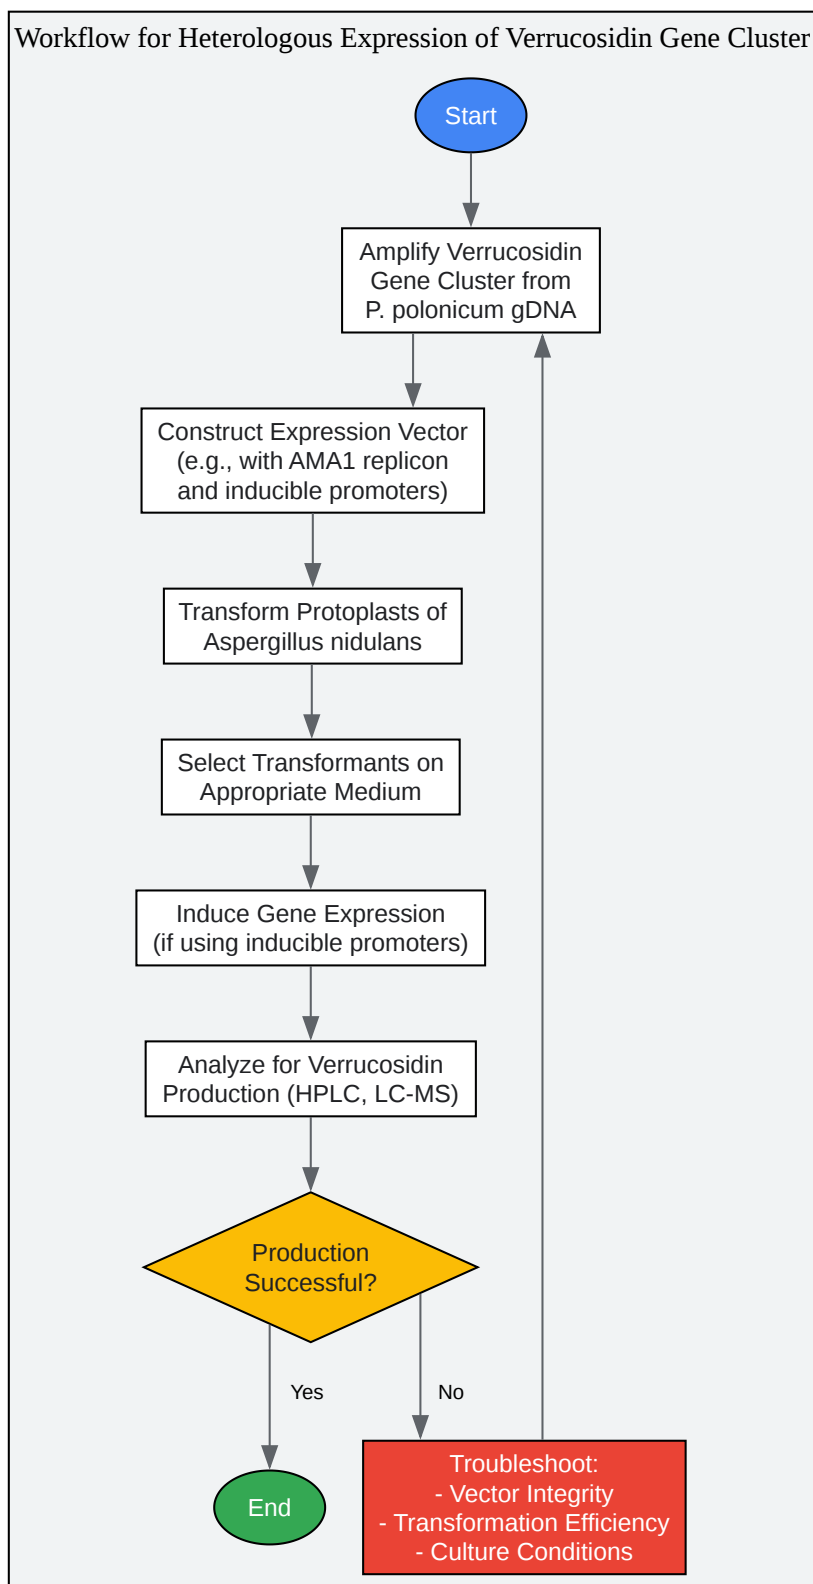 Workflow for Heterologous Expression of Verrucosidin Gene Cluster
Start
Amplify Verrucosidin
Gene Cluster from
P. polonicum gDNA
Construct Expression Vector
(e.g., with AMA1 replicon
and inducible promoters)
Transform Protoplasts of
Aspergillus nidulans
Select Transformants on
Appropriate Medium
Induce Gene Expression
(if using inducible promoters)
Analyze for Verrucosidin
Production (HPLC, LC-MS)
Production
Successful?
Yes
No
End
Troubleshoot:
- Vector Integrity
- Transformation Efficiency
- Culture Conditions